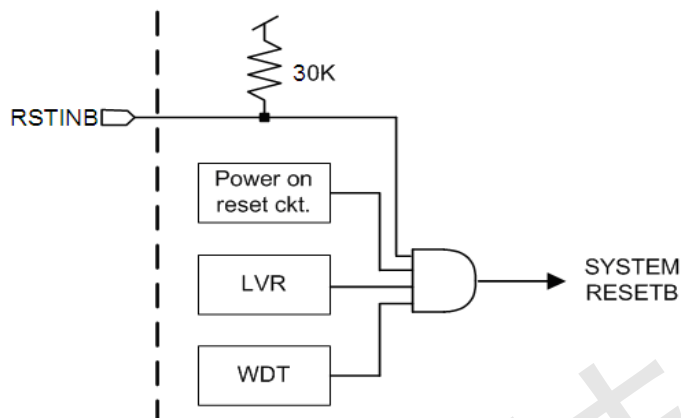 30K
RSTINB
Power on
reset ckt.
LVR
SYSTEM
RESETB
WDT